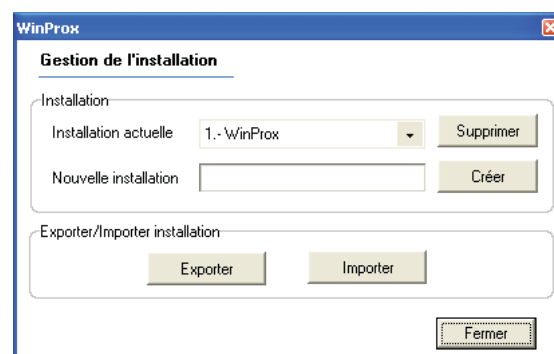 WinProx
Gestion de l'installation
Installation
Installation actuelle 1.- WinProx Supprimer
Nouvelle installation Créer
Exporter/Importer installation
Exporter Importer
Fermer